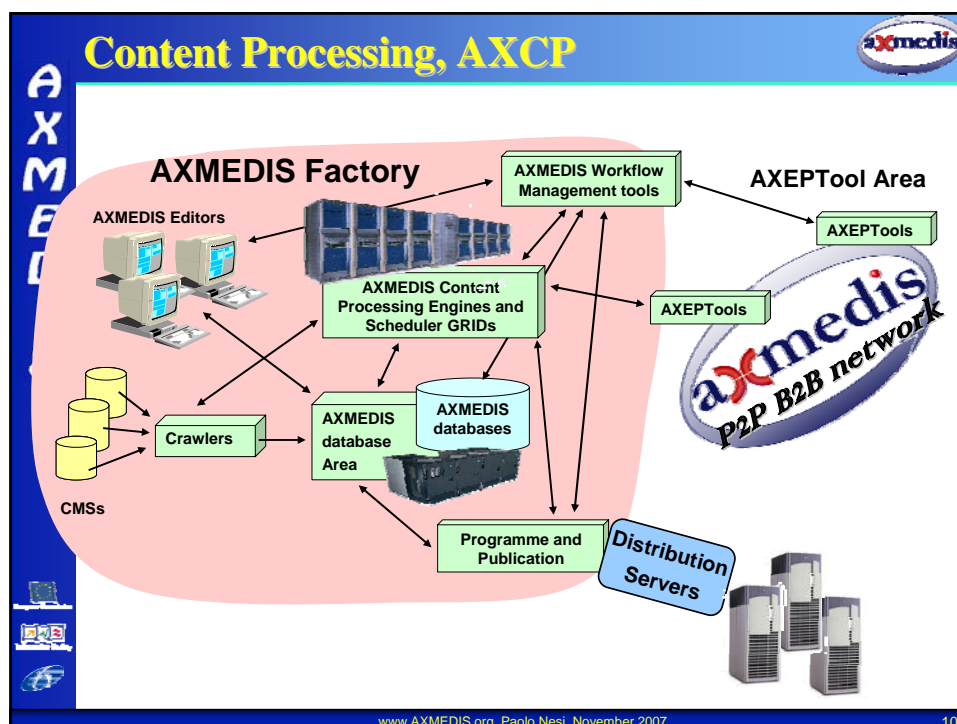 Content Processing, AXCP
axmedis
AXMED
AXMEDIS Factory
AXMEDIS Workflow
Management tools
AXEPTool Area
AXMEDIS Editors
AXEPTools
AXMEDIS Content
Processing Engines and
Scheduler GRIDs
AXEPTools
axmedis
P2P B2B network
AXMEDIS
database
Area
AXMEDIS
databases
Crawlers
CMSs
Programme and
Publication
Distribution
Servers
www.AXMEDIS.org, Paolo Nesi, November 2007
10